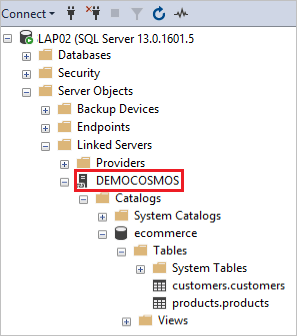 Connect
LAP02 (SQL Server 13.0.1601.5
Databases
Security
Server Objects
Backup Devices
Endpoints
Linked Servers
Providers
DEMOCOSMOS
Catalogs
System Catalogs
ecommerce
Tables
System Tables
customers.customers
products.products
Views